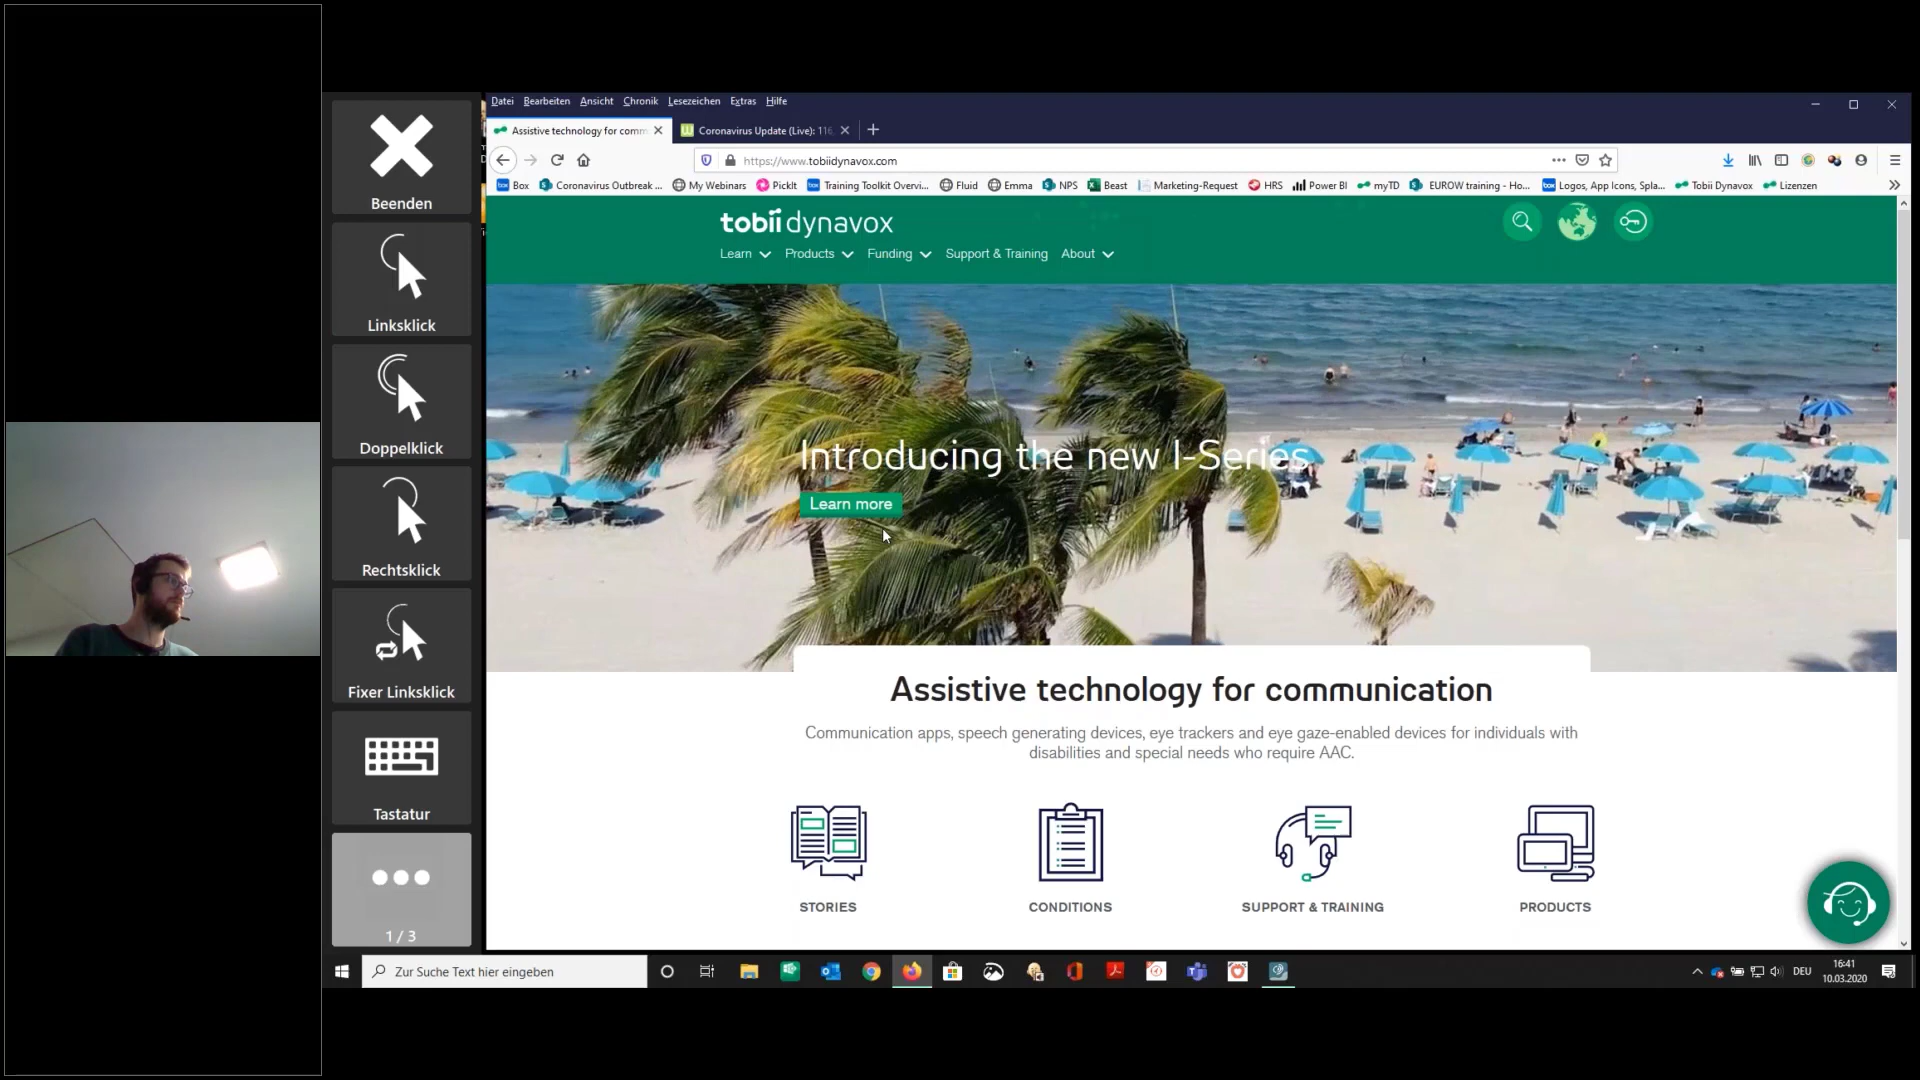 Beenden
Linksklick
Doppelklick
Rechtsklick
Fixer Linksklick
Tastatur
1 / 3
Datei Bearbeiten Ansicht Chronik Lesezeichen Extras Hilfe
Assistive technology for comm
Coronavirus Update (Live): 116
https://www.tobiidynavox.com
Box Coronavirus Outbreak ... My Webinars PickIt Training Toolkit Overvi... Fluid Emma NPS Beast Marketing-Request HRS Power BI myTD EUROW training - Ho... Logos, App Icons, Spla... Tobii Dynavox Lizenzen
tobii dynavox
Learn Products Funding Support & Training About
Introducing the new I-Series
Learn more
Assistive technology for communication
Communication apps, speech generating devices, eye trackers and eye gaze-enabled devices for individuals with
disabilities and special needs who require AAC.
STORIES CONDITIONS SUPPORT & TRAINING PRODUCTS
Zur Suche Text hier eingeben
DEU
16:41
10.03.2020